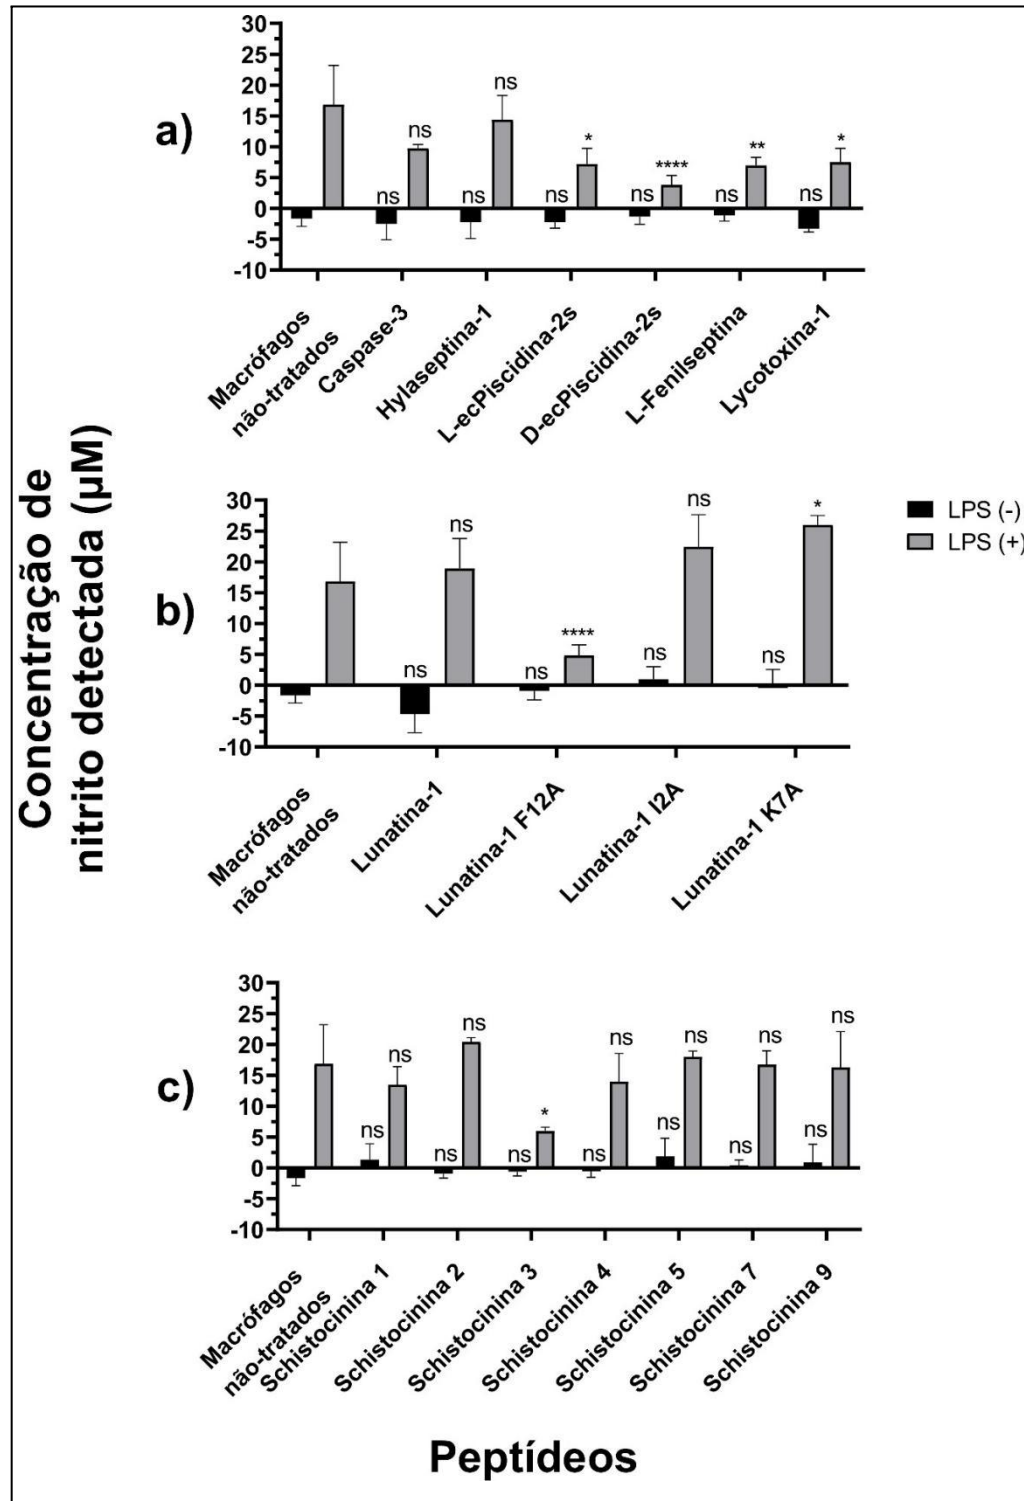 Concentração de
nitrito detectada (µM)
a)
30
25
20
15
10
5
0
-5
-10
ns
ns
ns
ns
ns
*
ns
****
ns
**
ns
*
Macrófagos
não-tratados
Caspase-3
Hylaseptina-1
L-ecPiscidina-2s
D-ecPiscidina-2s
L-Fenilseptina
Lycotoxina-1
b)
30
25
20
15
10
5
0
-5
-10
ns
ns
ns
****
ns
ns
ns
*
Macrófagos
não-tratados
Lunatina-1
Lunatina-1 F12A
Lunatina-1 I2A
Lunatina-1 K7A
LPS (-)
LPS (+)
c)
30
25
20
15
10
5
0
-5
-10
ns
ns
ns
ns
ns
*
ns
ns
ns
ns
ns
ns
ns
ns
Macrófagos
não-tratados
Schistocinina 1
Schistocinina 2
Schistocinina 3
Schistocinina 4
Schistocinina 5
Schistocinina 7
Schistocinina 9
Peptídeos